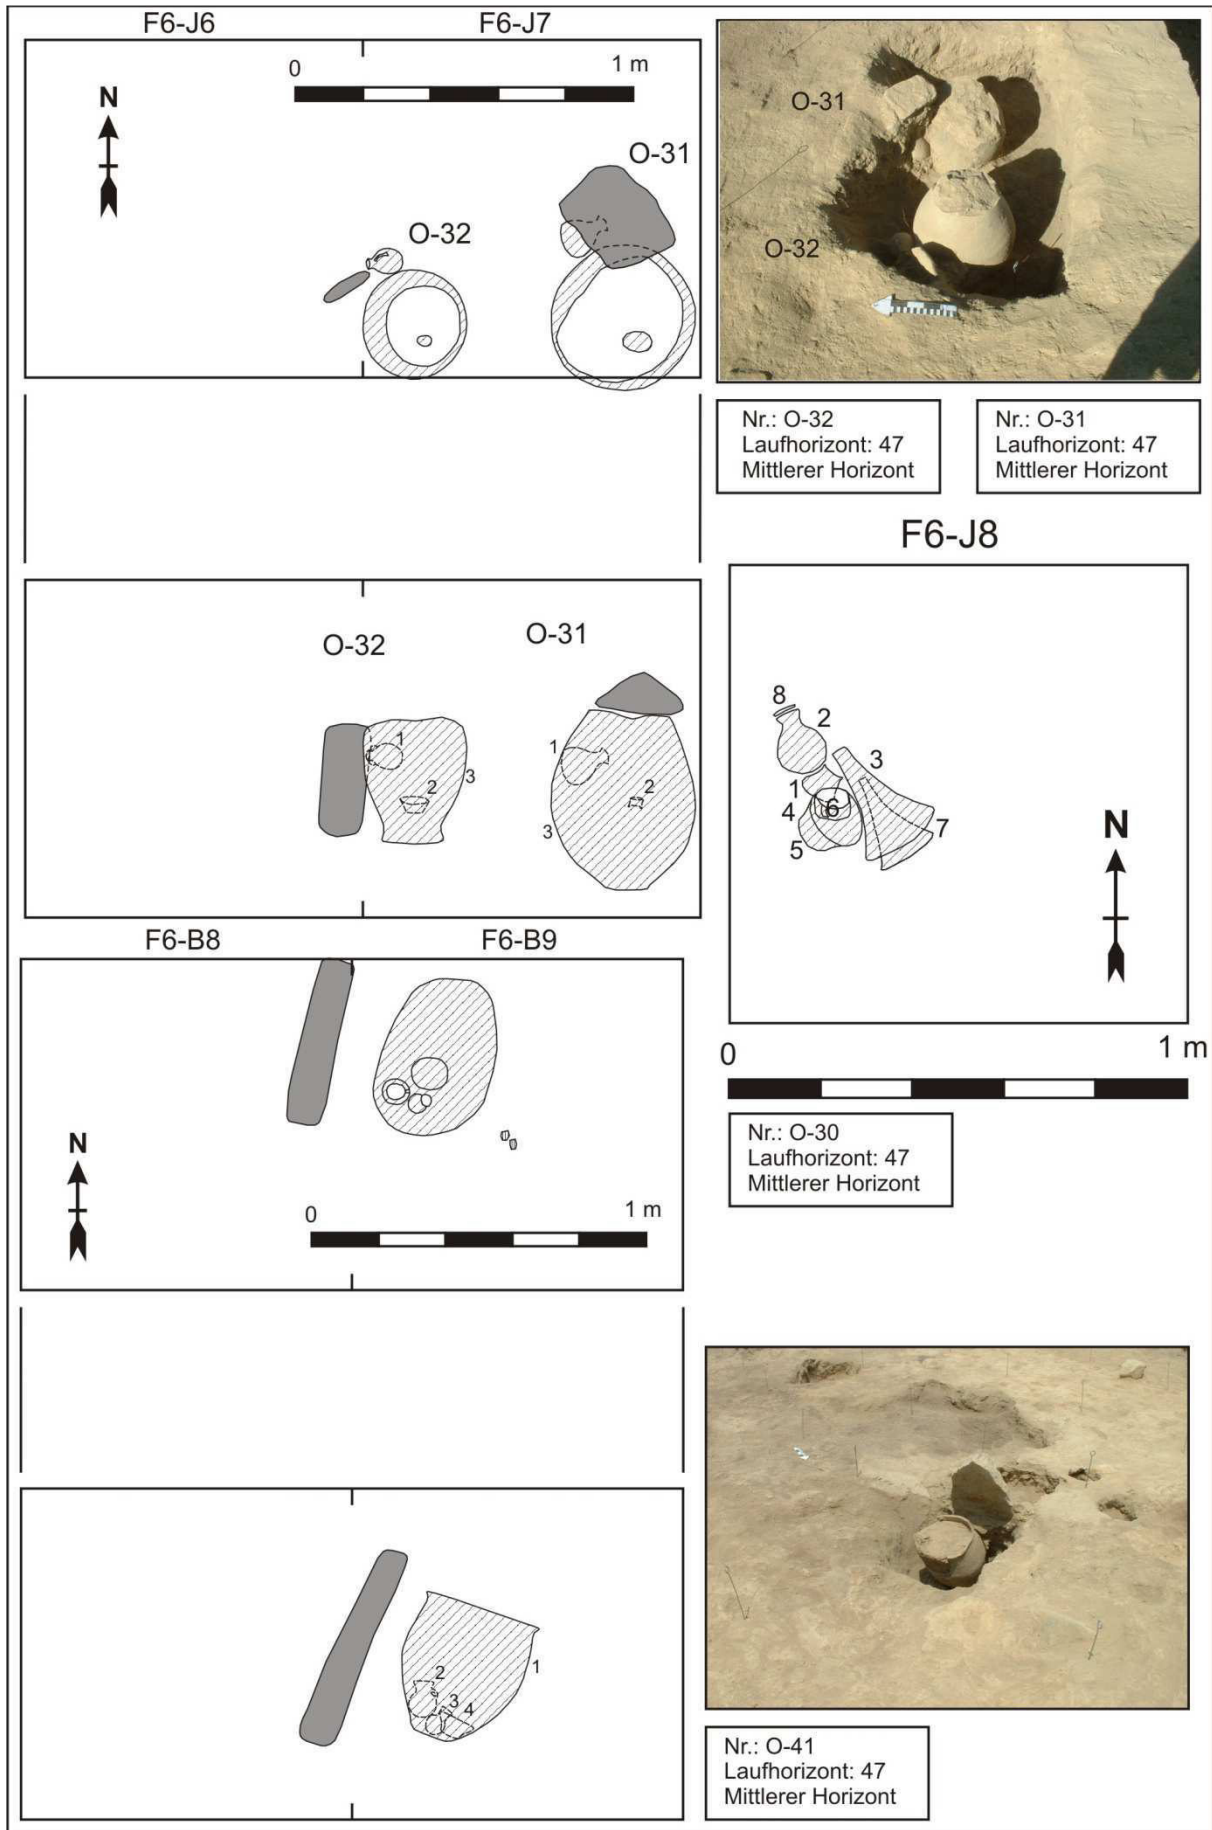 F6-J6 F6-J7
0 1 m
N
O-31
O-32
O-31
O-32
Nr.: O-32
Laufhorizont: 47
Mittlerer Horizont
Nr.: O-31
Laufhorizont: 47
Mittlerer Horizont
O-32 O-31
1
2
3
1
2
3
F6-J8
8
2
3
1
4 6
7
5
N
0 1 m
Nr.: O-30
Laufhorizont: 47
Mittlerer Horizont
F6-B8 F6-B9
N
0 1 m
1
2
3
4
Nr.: O-41
Laufhorizont: 47
Mittlerer Horizont